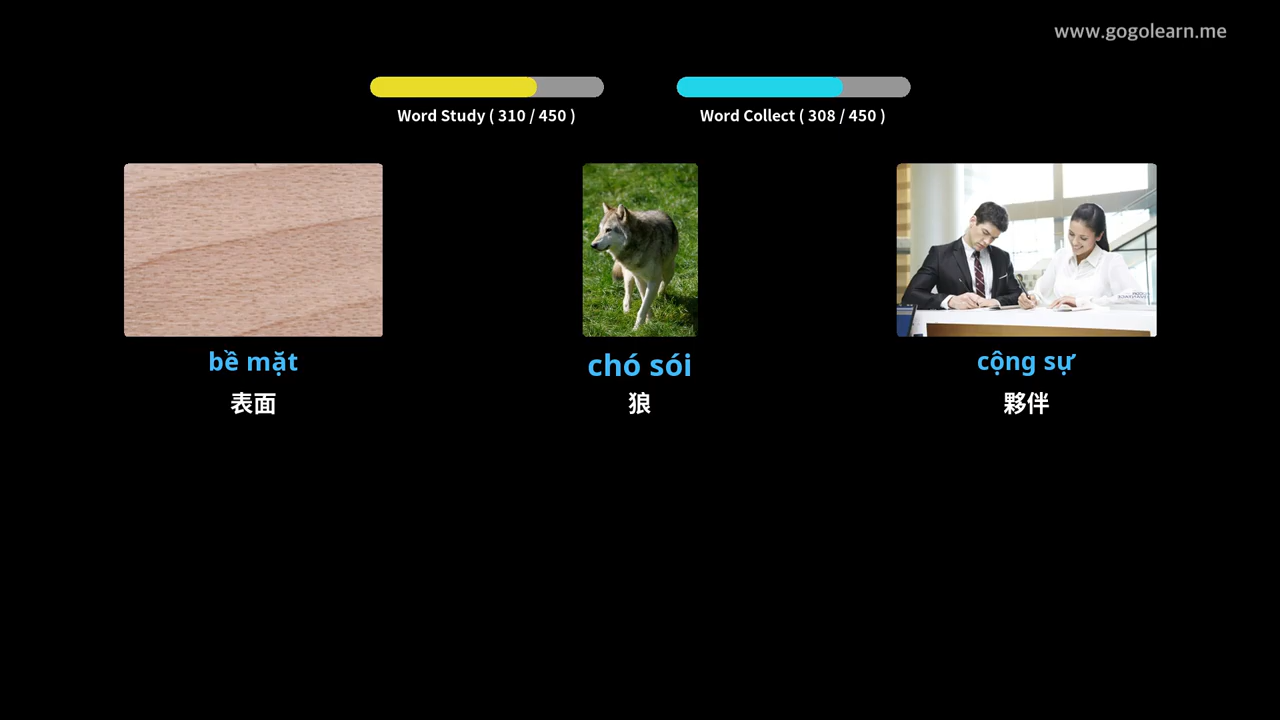 www.gogolearn.me
Word Study ( 310 / 450 )
Word Collect ( 308 / 450 )
bề mặt
chó sói
cộng sự
表面
狼
夥伴